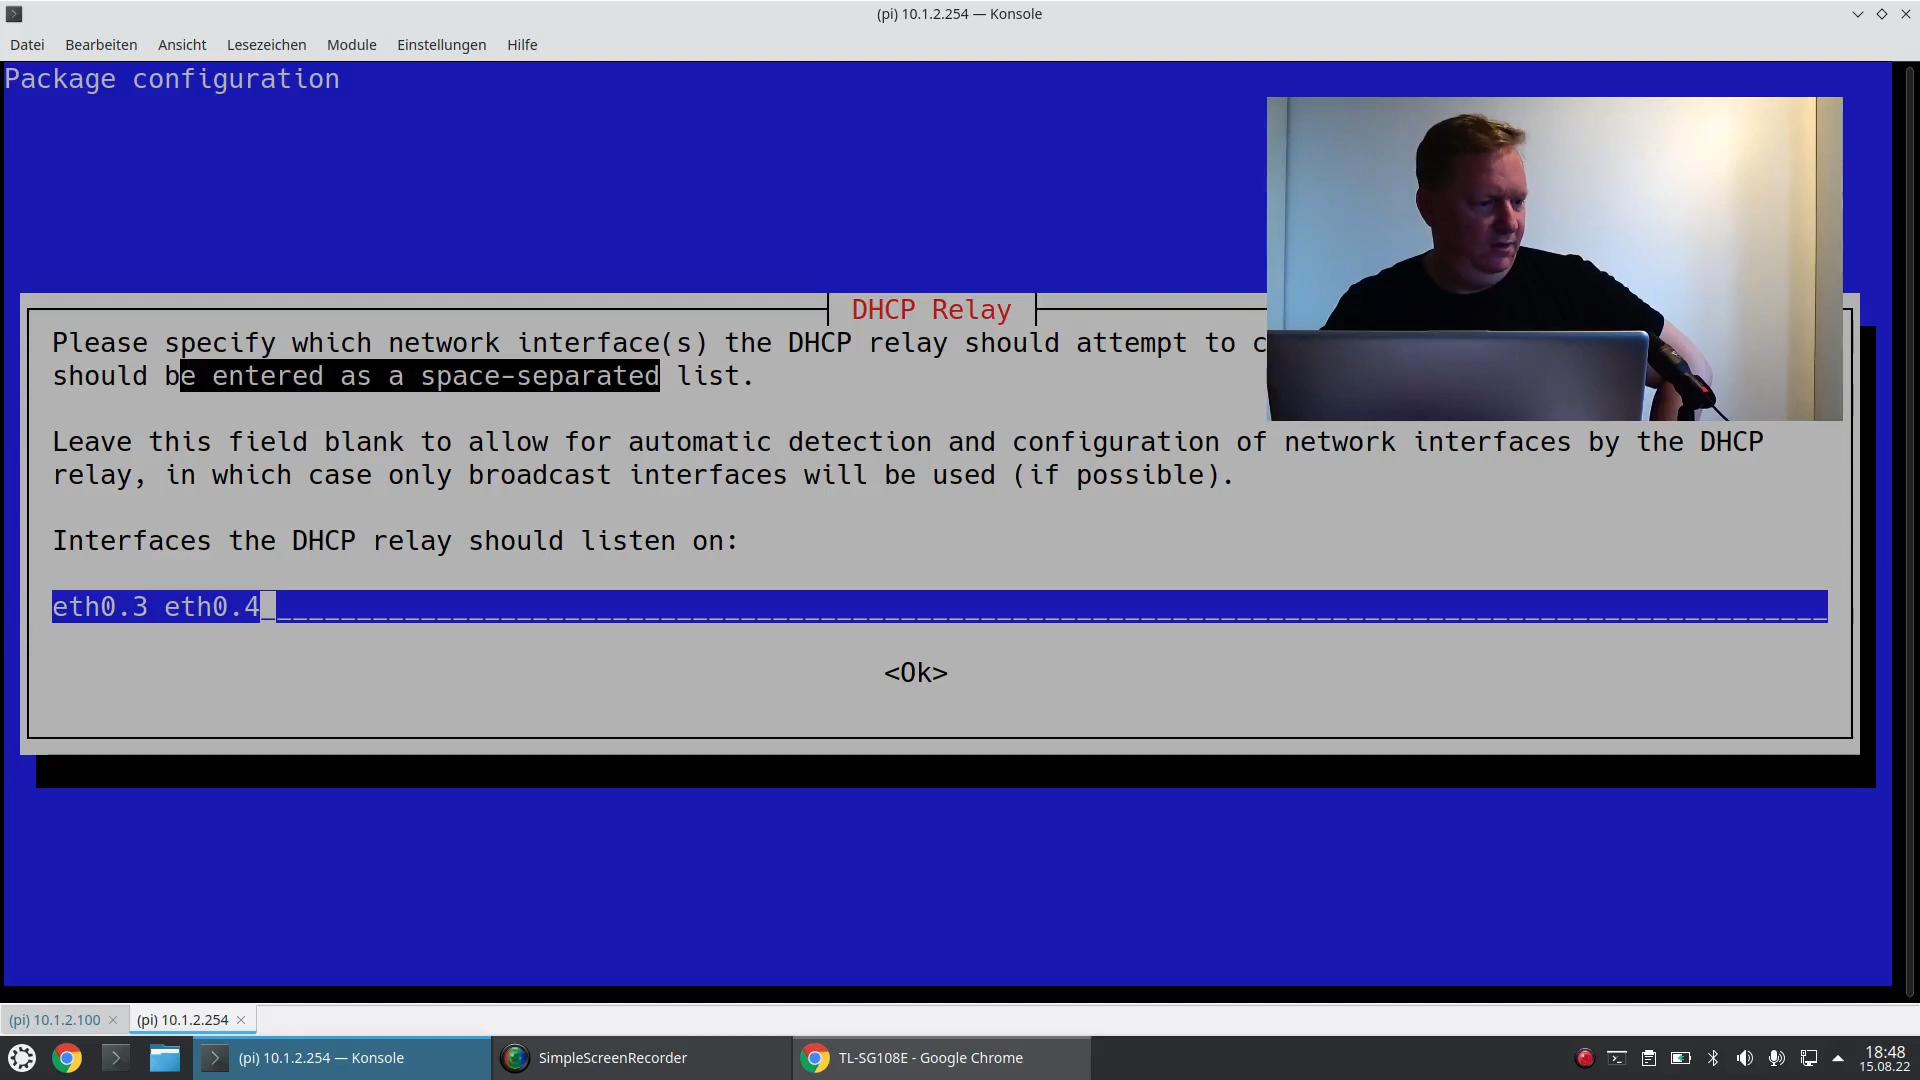 (pi) 10.1.2.254 — Konsole
Datei Bearbeiten Ansicht Lesezeichen Module Einstellungen Hilfe
Package configuration
DHCP Relay
Please specify which network interface(s) the DHCP relay should attempt to c
should be entered as a space-separated list.
Leave this field blank to allow for automatic detection and configuration of network interfaces by the DHCP
relay, in which case only broadcast interfaces will be used (if possible).
Interfaces the DHCP relay should listen on:
eth0.3 eth0.4
<Ok>
(pi) 10.1.2.100 (pi) 10.1.2.254
(pi) 10.1.2.254 — Konsole SimpleScreenRecorder TL-SG108E - Google Chrome 18:48
15.08.22